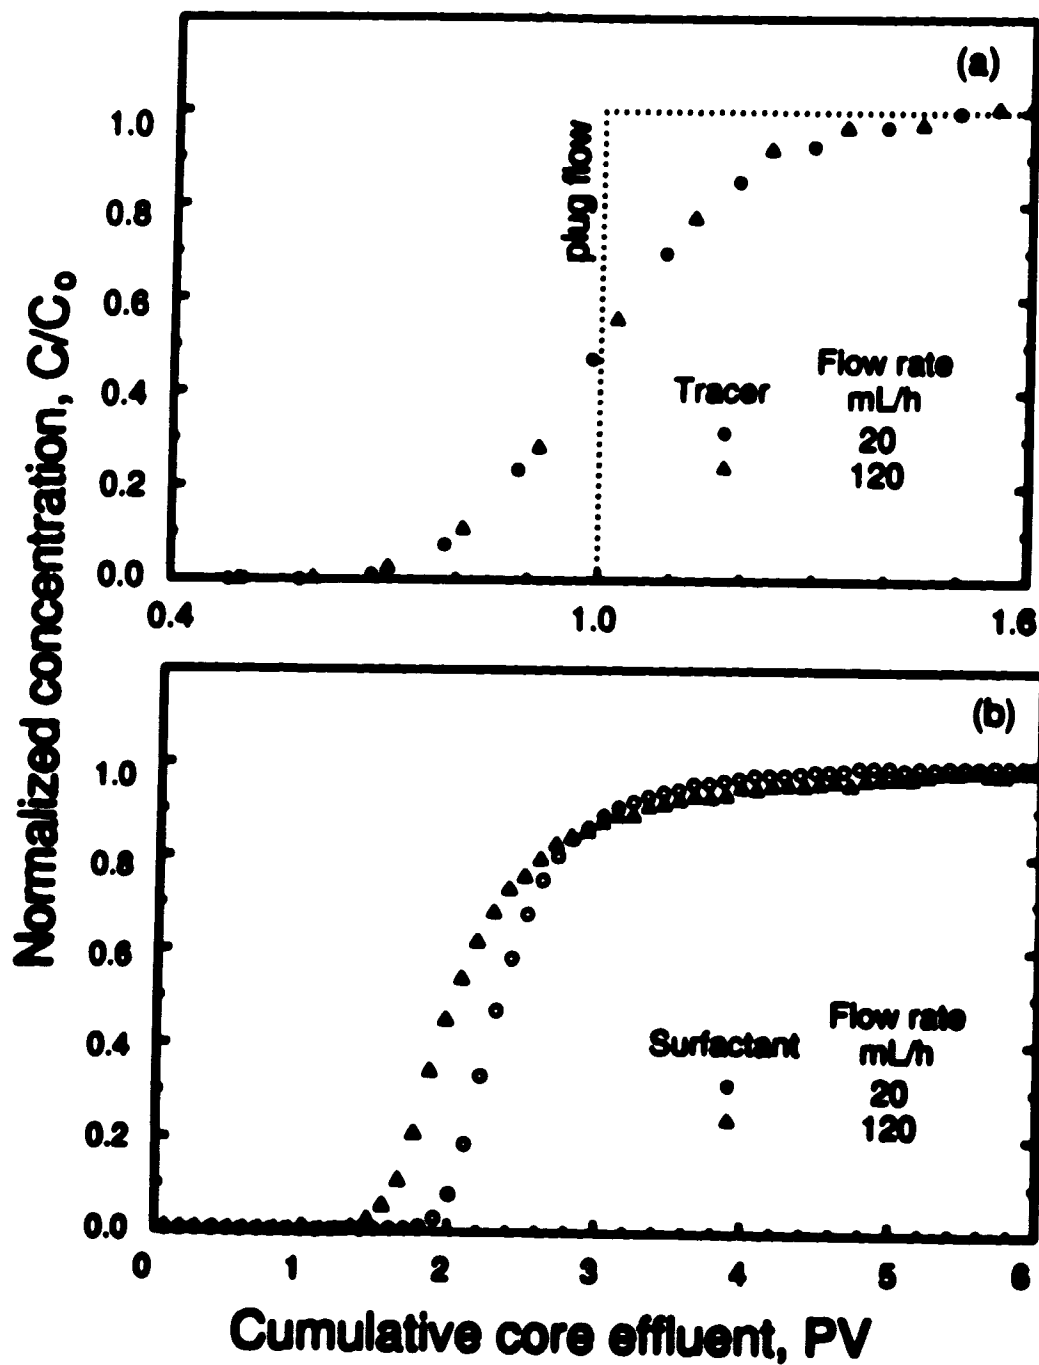 (a)
1.0
0.8
0.6
0.4
0.2
0.0
plug flow
Flow rate
Tracer
mL/h
20
120
0.4
1.0
1.6
Normalized concentration, C/C₀
(b)
1.0
0.8
0.6
0.4
0.2
0.0
Flow rate
Surfactant
mL/h
20
120
0
1
2
3
4
5
6
Cumulative core effluent, PV